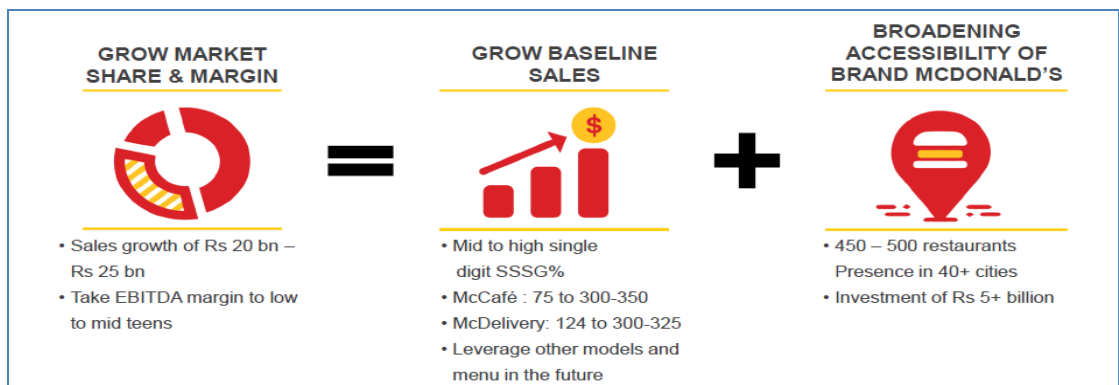 GROW MARKET
SHARE & MARGIN
• Sales growth of Rs 20 bn –
Rs 25 bn
• Take EBITDA margin to low
to mid teens
=
GROW BASELINE
SALES
$
• Mid to high single
digit SSSG%
• McCafé : 75 to 300-350
• McDelivery: 124 to 300-325
• Leverage other models and
menu in the future
+
BROADENING
ACCESSIBILITY OF
BRAND MCDONALD’S
• 450 – 500 restaurants
Presence in 40+ cities
• Investment of Rs 5+ billion